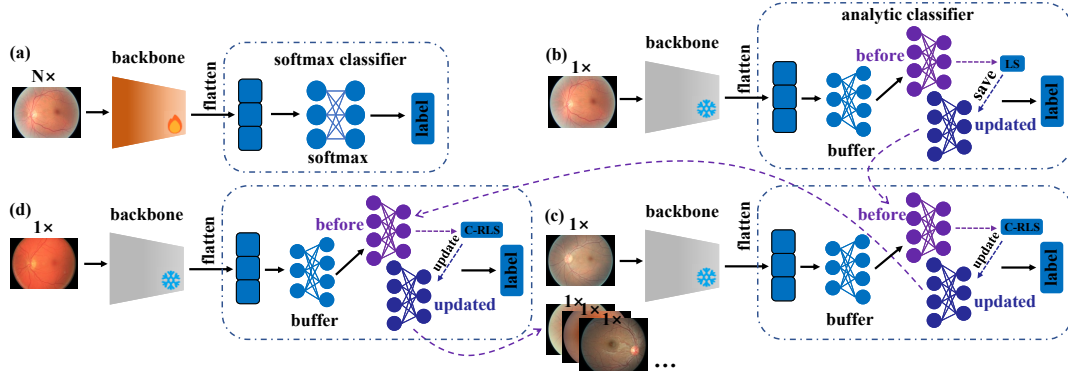 (a)
N×
backbone
flatten
softmax classifier
softmax
label
(b)
1×
backbone
flatten
analytic classifier
before
buffer
LS
save
updated
label
(d)
1×
backbone
flatten
before
buffer
C-RLS
update
updated
label
(c)
1×
1×
1×
1×
...
backbone
flatten
before
buffer
C-RLS
update
updated
label